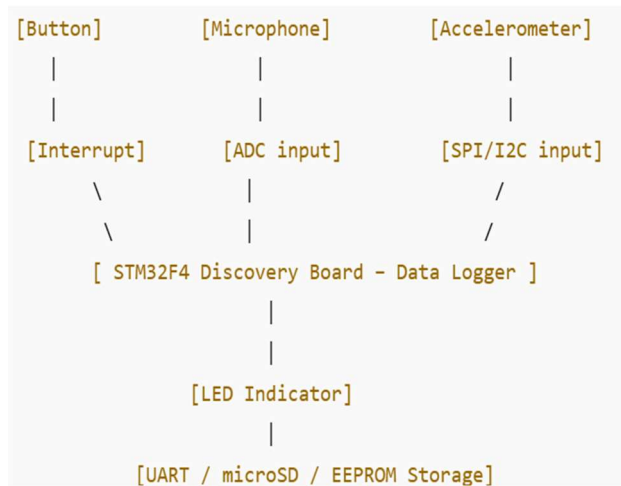 [Button] [Microphone] [Accelerometer]
[Interrupt] [ADC input] [SPI/I2C input]
[ STM32F4 Discovery Board – Data Logger ]
[LED Indicator]
[UART / microSD / EEPROM Storage]